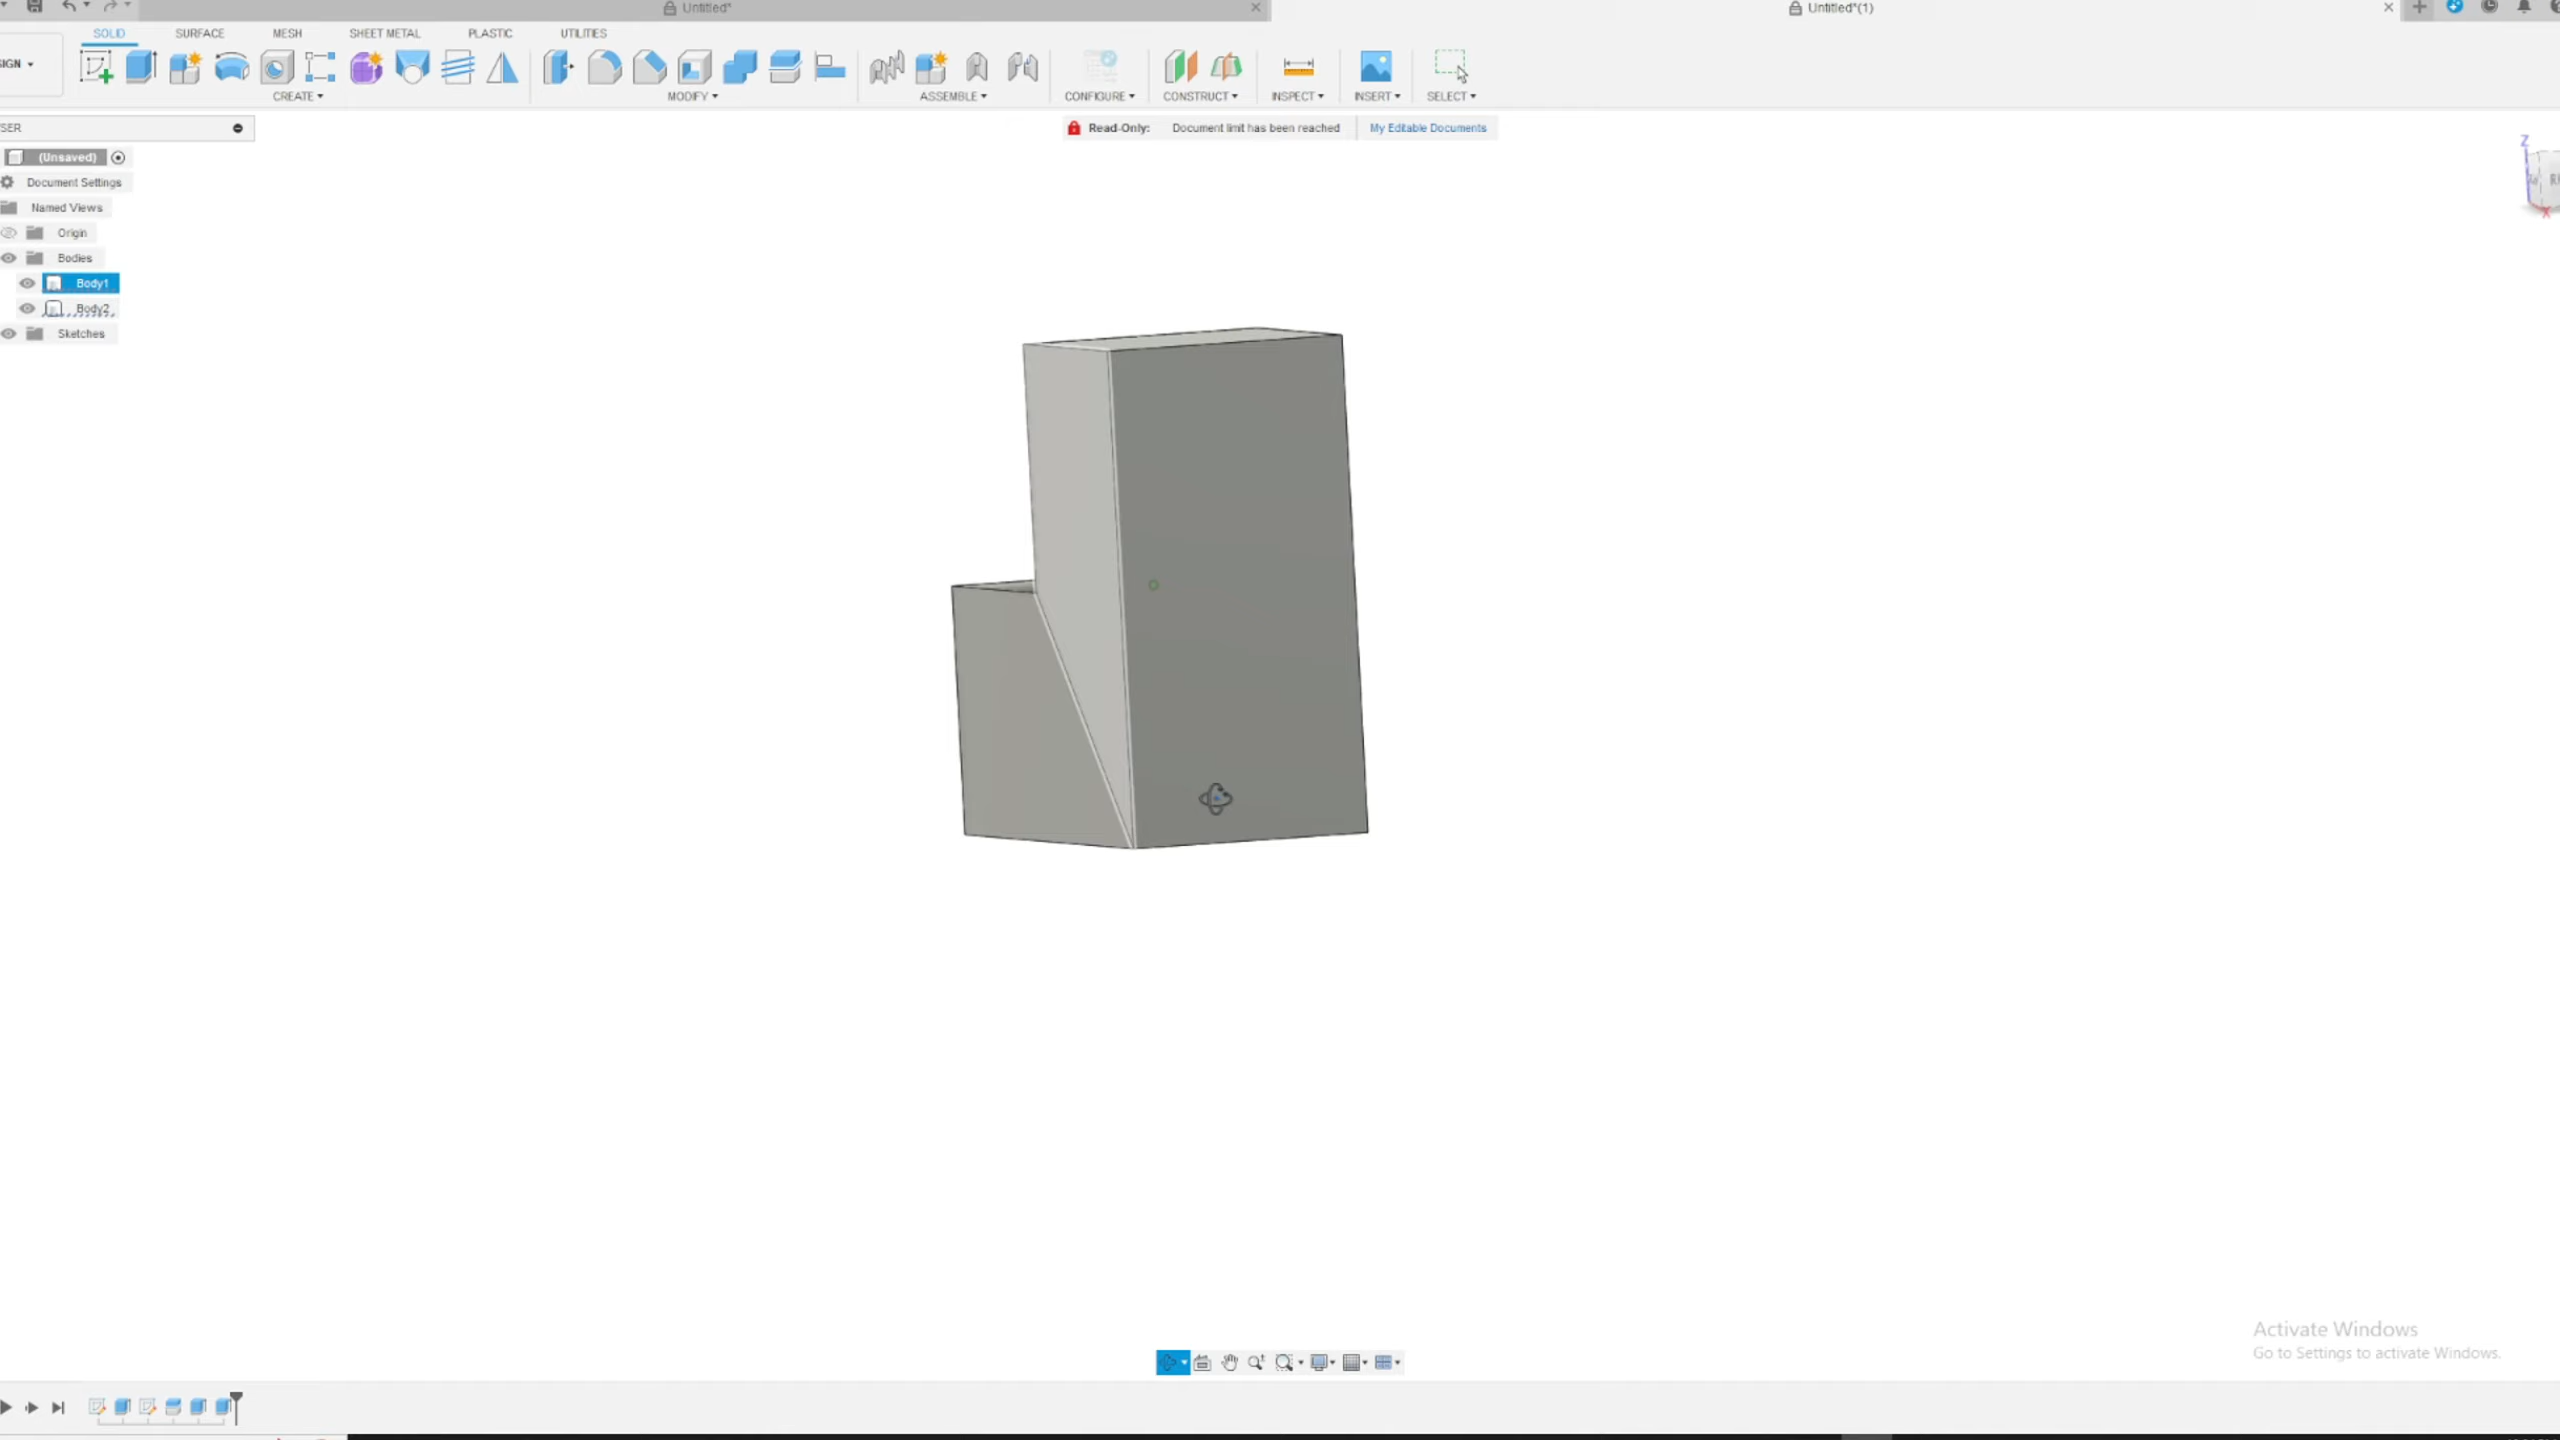 Untitled*
Untitled*(1)
SOLID SURFACE MESH SHEET METAL PLASTIC UTILITIES
IGN
CREATE MODIFY ASSEMBLE CONFIGURE CONSTRUCT INSPECT INSERT SELECT
SER
Read-Only: Document limit has been reached My Editable Documents
(Unsaved)
Document Settings
Named Views
Origin
Bodies
Body1
Body2
Sketches
Z
X
Activate Windows
Go to Settings to activate Windows.